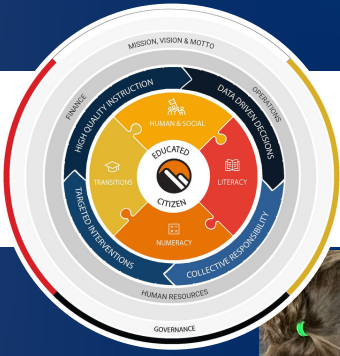 MISSION, VISION & MOTTO
FINANCE
OPERATIONS
HIGH QUALITY INSTRUCTION
DATA DRIVEN DECISIONS
HUMAN & SOCIAL
EDUCATED
TRANSITIONS
LITERACY
CITIZEN
NUMERACY
TARGETED INTERVENTIONS
COLLECTIVE RESPONSIBILITY
HUMAN RESOURCES
GOVERNANCE